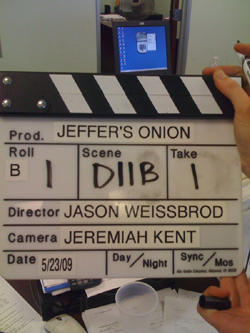 Prod. JEFFER'S ONION
Roll Scene Take
B 1 D11B 1
Director JASON WEISSBROD
Camera JEREMIAH KENT
Date 5/23/09 Day/Night Sync/Mos